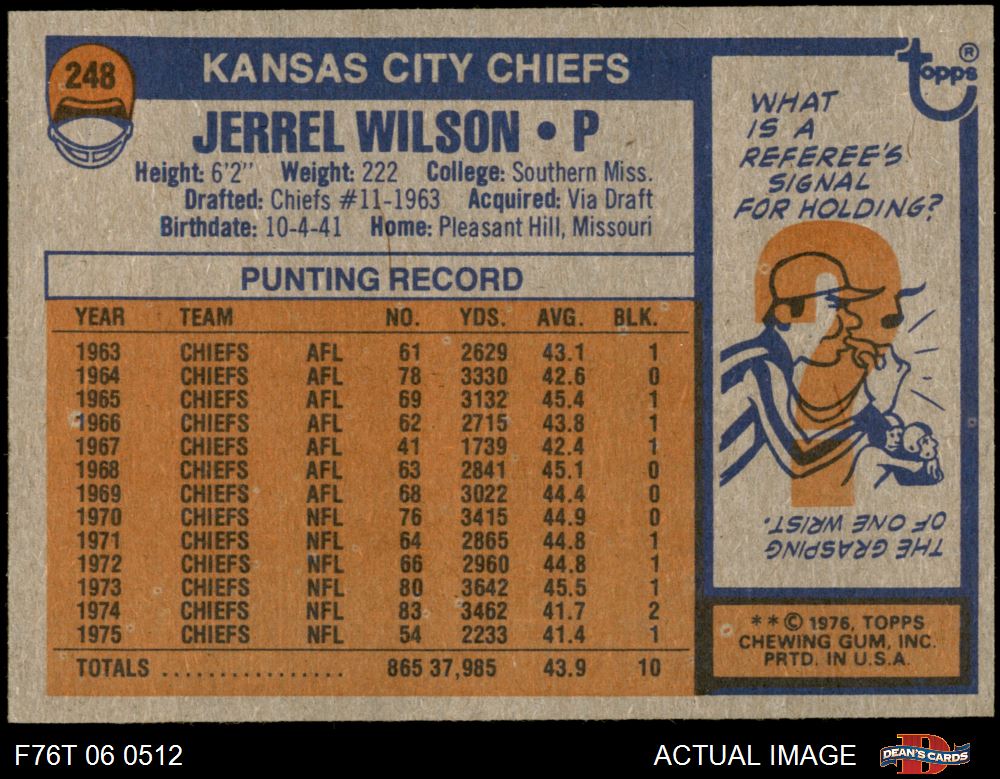 248
KANSAS CITY CHIEFS
JERREL WILSON • P
Height: 6'2" Weight: 222 College: Southern Miss.
Drafted: Chiefs #11-1963 Acquired: Via Draft
Birthdate: 10-4-41 Home: Pleasant Hill, Missouri
PUNTING RECORD
YEAR TEAM NO. YDS. AVG. BLK.
1963 CHIEFS AFL 61 2629 43.1 1
1964 CHIEFS AFL 78 3330 42.6 0
1965 CHIEFS AFL 69 3132 45.4 1
1966 CHIEFS AFL 62 2715 43.8 1
1967 CHIEFS AFL 41 1739 42.4 1
1968 CHIEFS AFL 63 2841 45.1 0
1969 CHIEFS AFL 68 3022 44.4 0
1970 CHIEFS NFL 76 3415 44.9 0
1971 CHIEFS NFL 64 2865 44.8 1
1972 CHIEFS NFL 66 2960 44.8 1
1973 CHIEFS NFL 80 3642 45.5 1
1974 CHIEFS NFL 83 3462 41.7 2
1975 CHIEFS NFL 54 2233 41.4 1
TOTALS ................ 865 37,985 43.9 10
topps ®
WHAT
IS A
REFEREE'S
SIGNAL
FOR HOLDING?
THE GRASPING
OF ONE WRIST.
**© 1976, TOPPS
CHEWING GUM, INC.
PRTD. IN U.S.A.
F76T 06 0512
ACTUAL IMAGE
DEAN'S CARDS